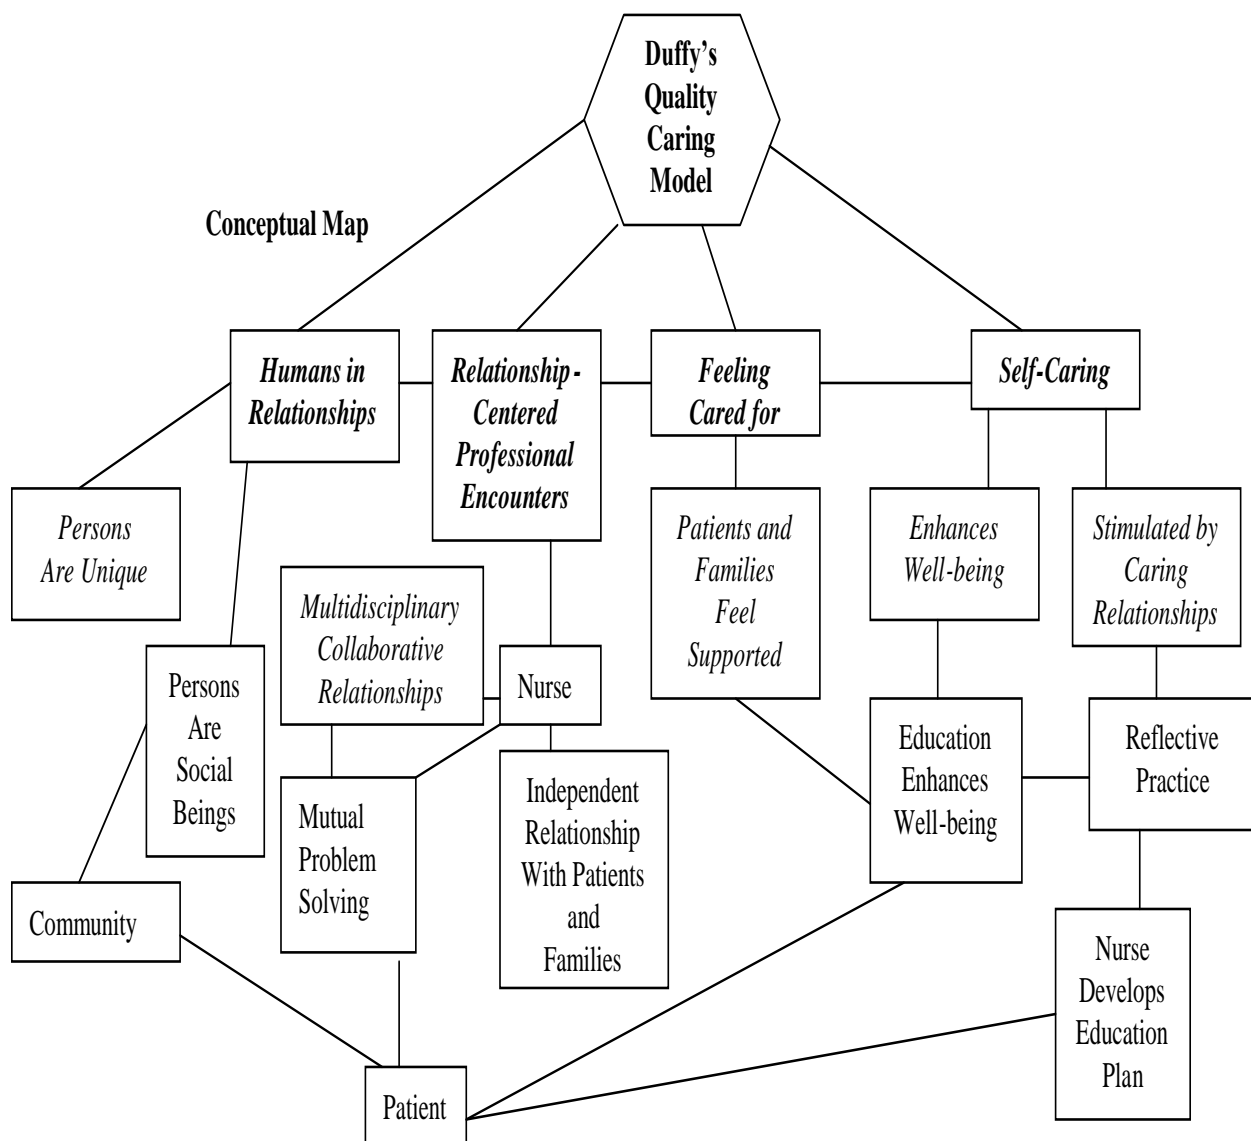 Duffy's
Quality
Caring
Model
Conceptual Map
Humans in
Relationships
Relationship -
Centered
Professional
Encounters
Feeling
Cared for
Self-Caring
Persons
Are Unique
Patients and
Families
Feel
Supported
Enhances
Well-being
Stimulated by
Caring
Relationships
Multidisciplinary
Collaborative
Relationships
Nurse
Persons
Are
Social
Beings
Education
Enhances
Well-being
Reflective
Practice
Mutual
Problem
Solving
Independent
Relationship
With Patients
and
Families
Community
Nurse
Develops
Education
Plan
Patient